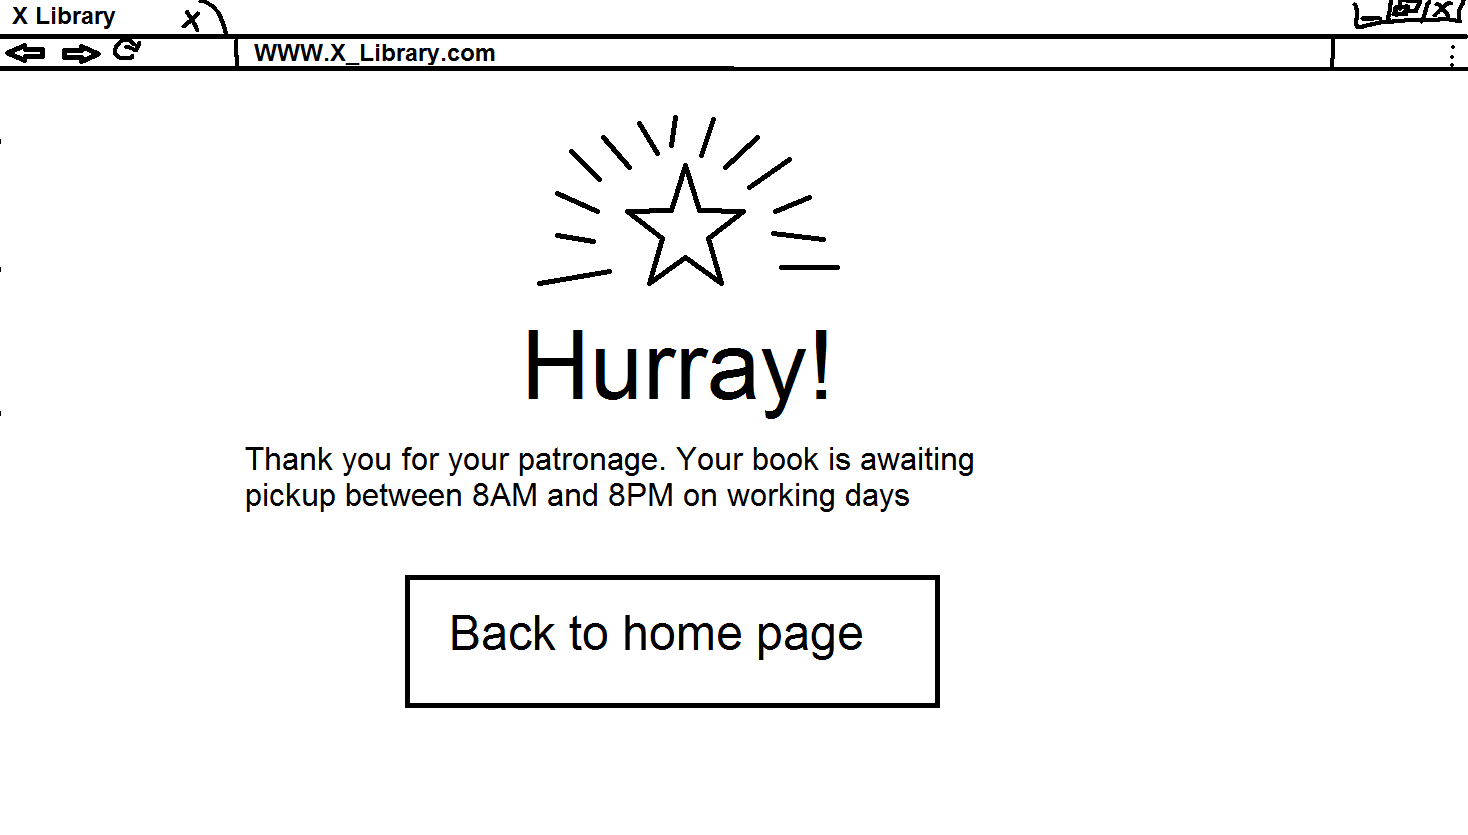 X Library
WWW.X_Library.com
Hurray!
Thank you for your patronage. Your book is awaiting
pickup between 8AM and 8PM on working days
Back to home page